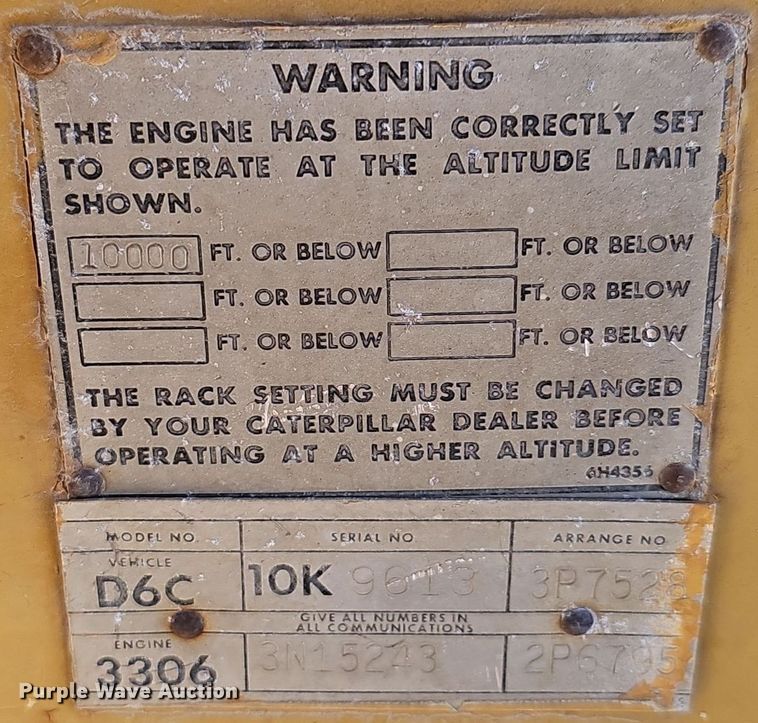 WARNING
THE ENGINE HAS BEEN CORRECTLY SET
TO OPERATE AT THE ALTITUDE LIMIT
SHOWN.
10000 FT. OR BELOW FT. OR BELOW
FT. OR BELOW FT. OR BELOW
FT. OR BELOW FT. OR BELOW
THE RACK SETTING MUST BE CHANGED
BY YOUR CATERPILLAR DEALER BEFORE
OPERATING AT A HIGHER ALTITUDE.
MODEL NO. SERIAL NO ARRANGE NO
VEHICLE
D6C 10K 9613 3P7528
GIVE ALL NUMBERS IN
ALL COMMUNICATIONS
ENGINE
3306 3N15243 2P6795
Purple Wave Auction